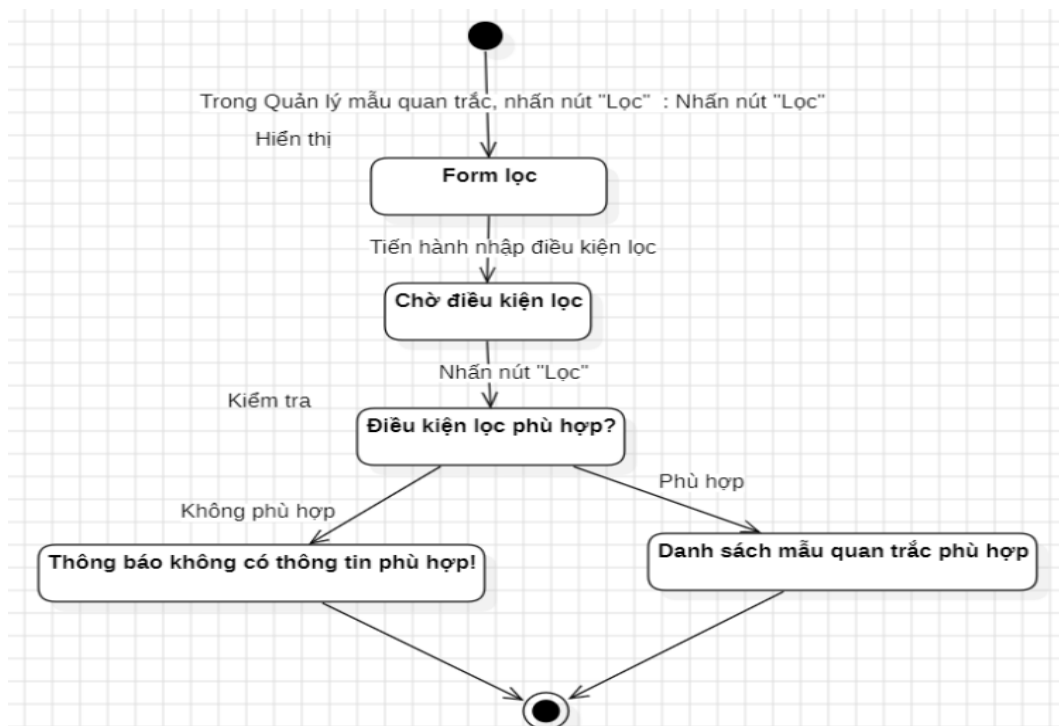 Trong Quản lý mẫu quan trắc, nhấn nút "Lọc"  : Nhấn nút "Lọc"
Hiển thị
Form lọc
Tiến hành nhập điều kiện lọc
Chờ điều kiện lọc
Nhấn nút "Lọc"
Kiểm tra
Điều kiện lọc phù hợp?
Phù hợp
Không phù hợp
Danh sách mẫu quan trắc phù hợp
Thông báo không có thông tin phù hợp!